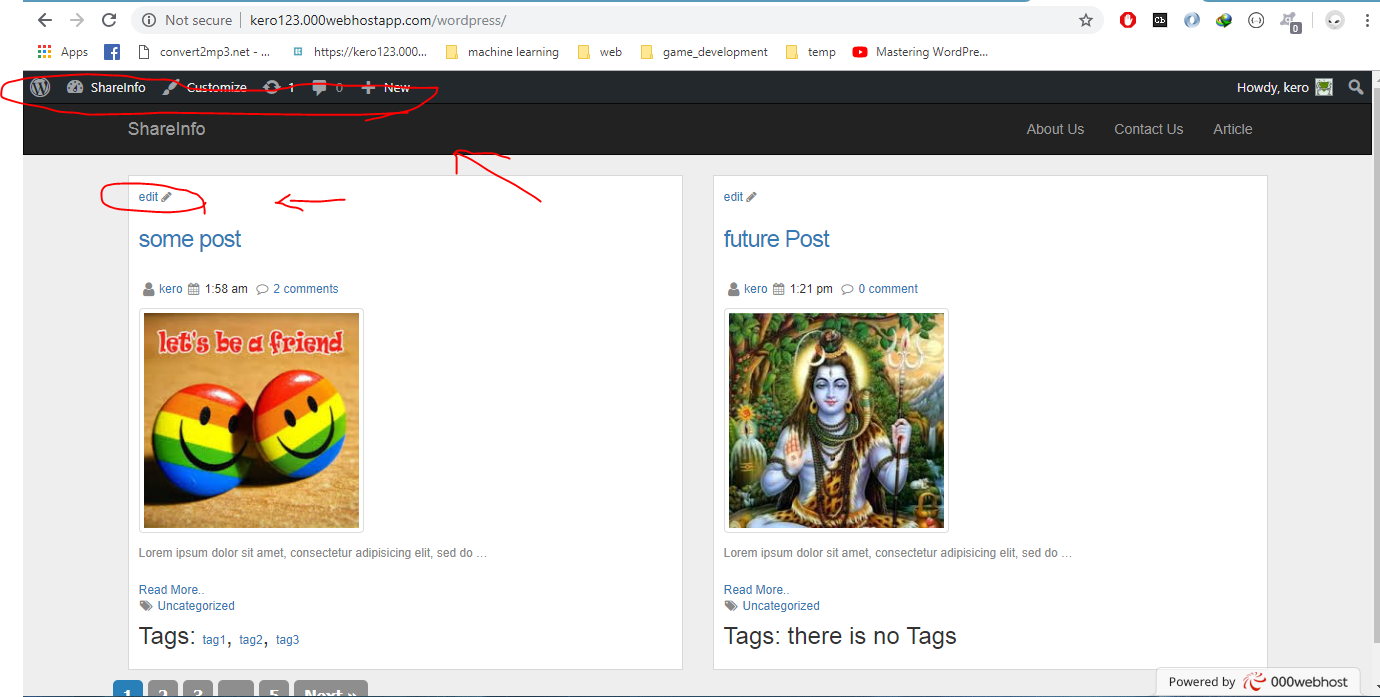 Not secure | kero123.000webhostapp.com/wordpress/
Cb
0
Apps convert2mp3.net - ... https://kero123.000... machine learning web game_development temp Mastering WordPre...
ShareInfo Customize 1 0 New Howdy, kero
ShareInfo About Us Contact Us Article
edit
some post
kero 1:58 am 2 comments
let's be a friend
Lorem ipsum dolor sit amet, consectetur adipisicing elit, sed do …
Read More..
Uncategorized
Tags: tag1, tag2, tag3
edit
future Post
kero 1:21 pm 0 comment
Lorem ipsum dolor sit amet, consectetur adipisicing elit, sed do …
Read More..
Uncategorized
Tags: there is no Tags
1 2 3 ... 5 Next »
Powered by 000webhost